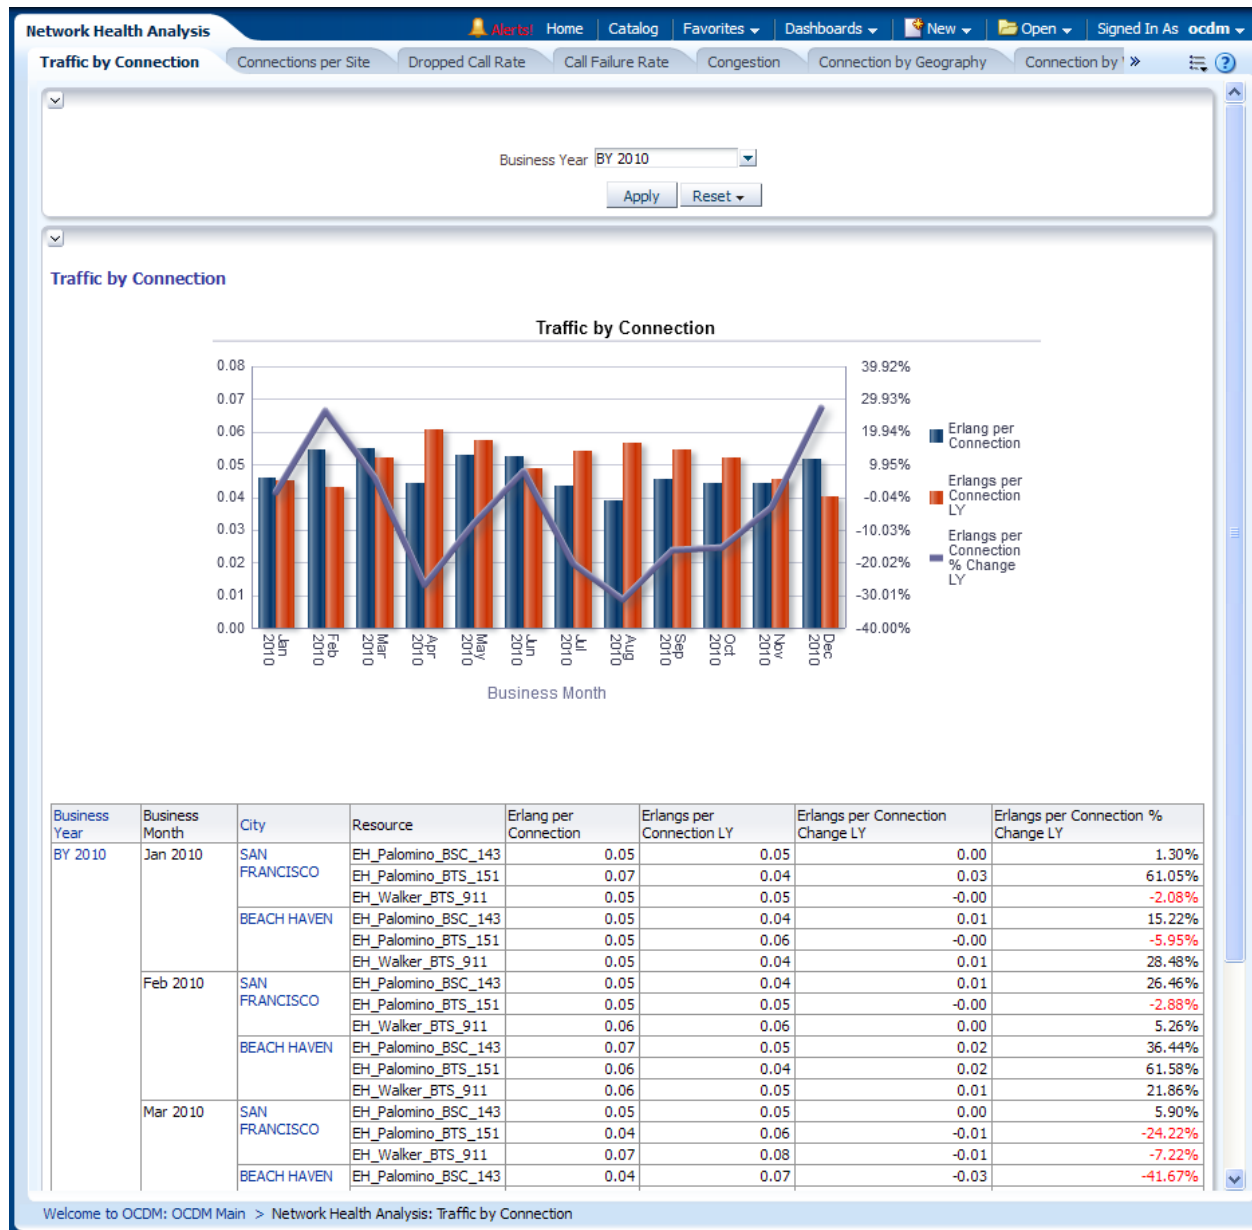 Network Health Analysis
Alerts! Home Catalog Favorites Dashboards New Open Signed In As ocdm
Traffic by Connection Connections per Site Dropped Call Rate Call Failure Rate Congestion Connection by Geography Connection by »
Business Year BY 2010
Apply Reset
Traffic by Connection
Traffic by Connection
0.08
0.07
0.06
0.05
0.04
0.03
0.02
0.01
0.00
39.92%
29.93%
19.94%
9.95%
-0.04%
-10.03%
-20.02%
-30.01%
-40.00%
Erlang per
Connection
Erlangs per
Connection
LY
Erlangs per
Connection
% Change
LY
Jan
2010
Feb
2010
Mar
2010
Apr
2010
May
2010
Jun
2010
Jul
2010
Aug
2010
Sep
2010
Oct
2010
Nov
2010
Dec
2010
Business Month
Business Year Business Month City Resource Erlang per Connection Erlangs per Connection LY Erlangs per Connection Change LY Erlangs per Connection % Change LY
BY 2010 Jan 2010 SAN FRANCISCO EH_Palomino_BSC_143 0.05 0.05 0.00 1.30%
EH_Palomino_BTS_151 0.07 0.04 0.03 61.05%
EH_Walker_BTS_911 0.05 0.05 -0.00 -2.08%
BEACH HAVEN EH_Palomino_BSC_143 0.05 0.04 0.01 15.22%
EH_Palomino_BTS_151 0.05 0.06 -0.00 -5.95%
EH_Walker_BTS_911 0.05 0.04 0.01 28.48%
Feb 2010 SAN FRANCISCO EH_Palomino_BSC_143 0.05 0.04 0.01 26.46%
EH_Palomino_BTS_151 0.05 0.05 -0.00 -2.88%
EH_Walker_BTS_911 0.06 0.06 0.00 5.26%
BEACH HAVEN EH_Palomino_BSC_143 0.07 0.05 0.02 36.44%
EH_Palomino_BTS_151 0.06 0.04 0.02 61.58%
EH_Walker_BTS_911 0.06 0.05 0.01 21.86%
Mar 2010 SAN FRANCISCO EH_Palomino_BSC_143 0.05 0.05 0.00 5.90%
EH_Palomino_BTS_151 0.04 0.06 -0.01 -24.22%
EH_Walker_BTS_911 0.07 0.08 -0.01 -7.22%
BEACH HAVEN EH_Palomino_BSC_143 0.04 0.07 -0.03 -41.67%
Welcome to OCDM: OCDM Main > Network Health Analysis: Traffic by Connection